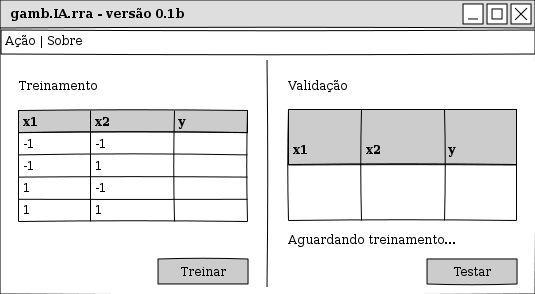 gamb.IA.rra - versão 0.1b
Ação | Sobre
Treinamento
x1 x2 y
-1 -1
-1 1
1 -1
1 1
Treinar
Validação
x1 x2 y
Aguardando treinamento...
Testar